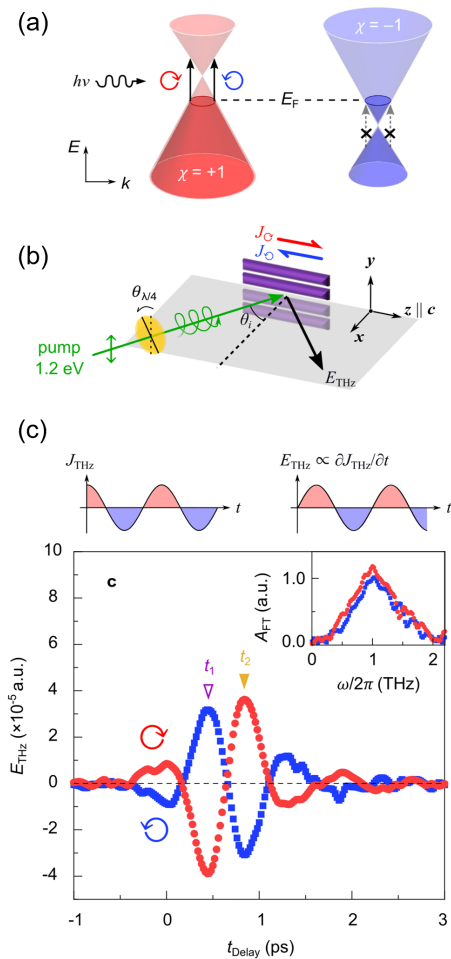 (a)
χ = –1
hν
E_F
E
χ = +1
k
(b)
J↻
J↺
y
θ_λ/4
z || c
θ_i
x
pump
1.2 eV
E_THz
(c)
J_THz
E_THz ∝ ∂J_THz/∂t
t
t
c
1.0
A_FT (a.u.)
0.0
0
1
2
ω/2π (THz)
t_1
t_2
E_THz (×10^-5 a.u.)
10
8
6
4
2
0
-2
-4
-1
0
1
2
3
t_Delay (ps)